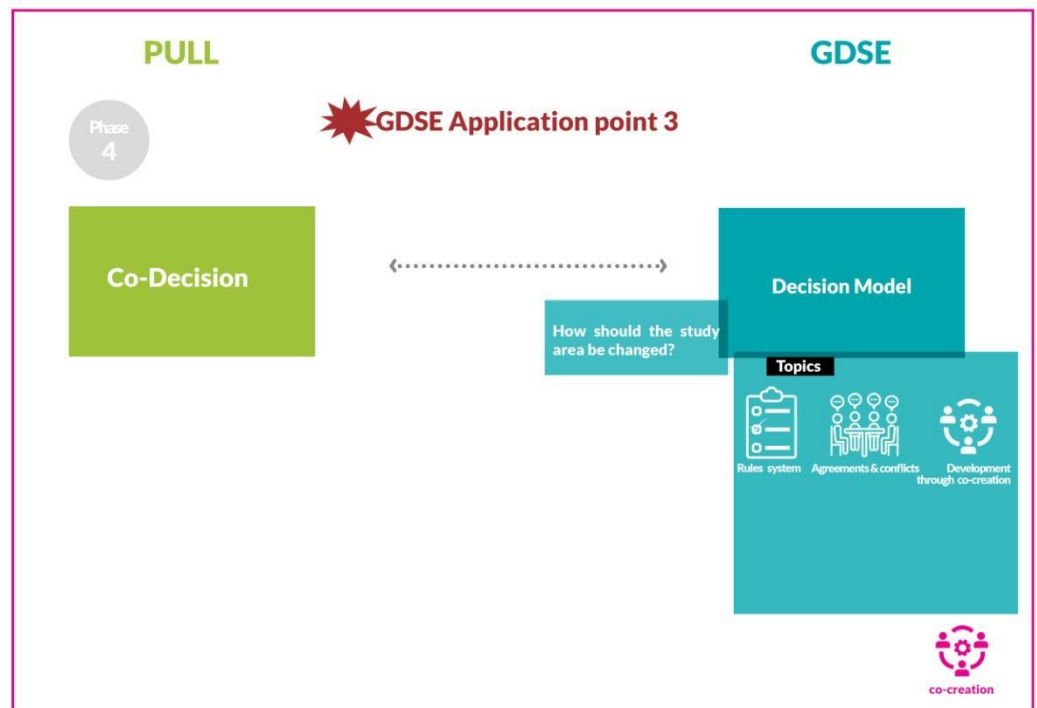 PULL
GDSE
Phase
4
GDSE Application point 3
Co-Decision
Decision Model
How should the study
area be changed?
Topics
Rules system
Agreements & conflicts
Development
through co-creation
co-creation